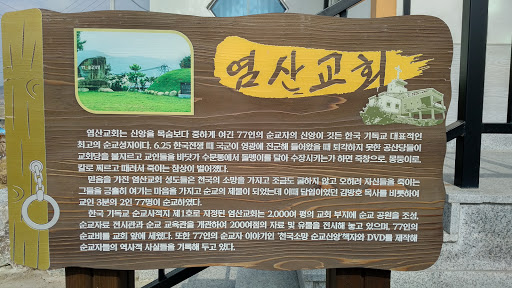 염산교회
염산교회는 신앙을 목숨보다 중하게 여긴 77인의 순교자의 신앙이 깃든 한국 기독교 대표적인
최고의 순교성지이다. 6.25 한국전쟁 때 국군이 영광에 진군해 들어왔을 때 퇴각하지 못한 공산당들이
교회당을 불지르고 교인들을 바닷가 수문통에서 돌멩이를 달아 수장시키는가 하면 죽창으로, 몽둥이로,
칼로 찌르고 때려서 죽이는 참상이 벌어졌다.
믿음을 가진 염산교회 성도들은 천국의 소망을 가지고 조금도 굴하지 않고 오히려 자신들을 죽이는
그들을 긍휼히 여기는 마음을 가지고 순교의 제물이 되었는데 이때 담임이었던 김방호 목사를 비롯하여
교인 3분의 2인 77명이 순교하였다.
한국 기독교 순교사적지 제1호로 지정된 염산교회는 2,000여 평의 교회 부지에 순교 공원을 조성,
순교자료 전시관과 순교 교육관을 개관하여 200여점의 자료 및 유품을 전시해 놓고 있으며, 77인의
순교비를 교회 앞에 세웠다. 또한 77인의 순교자 이야기인 '천국소망 순교신앙'책자와 DVD를 제작해
순교자들의 역사적 사실들을 기록해 두고 있다.